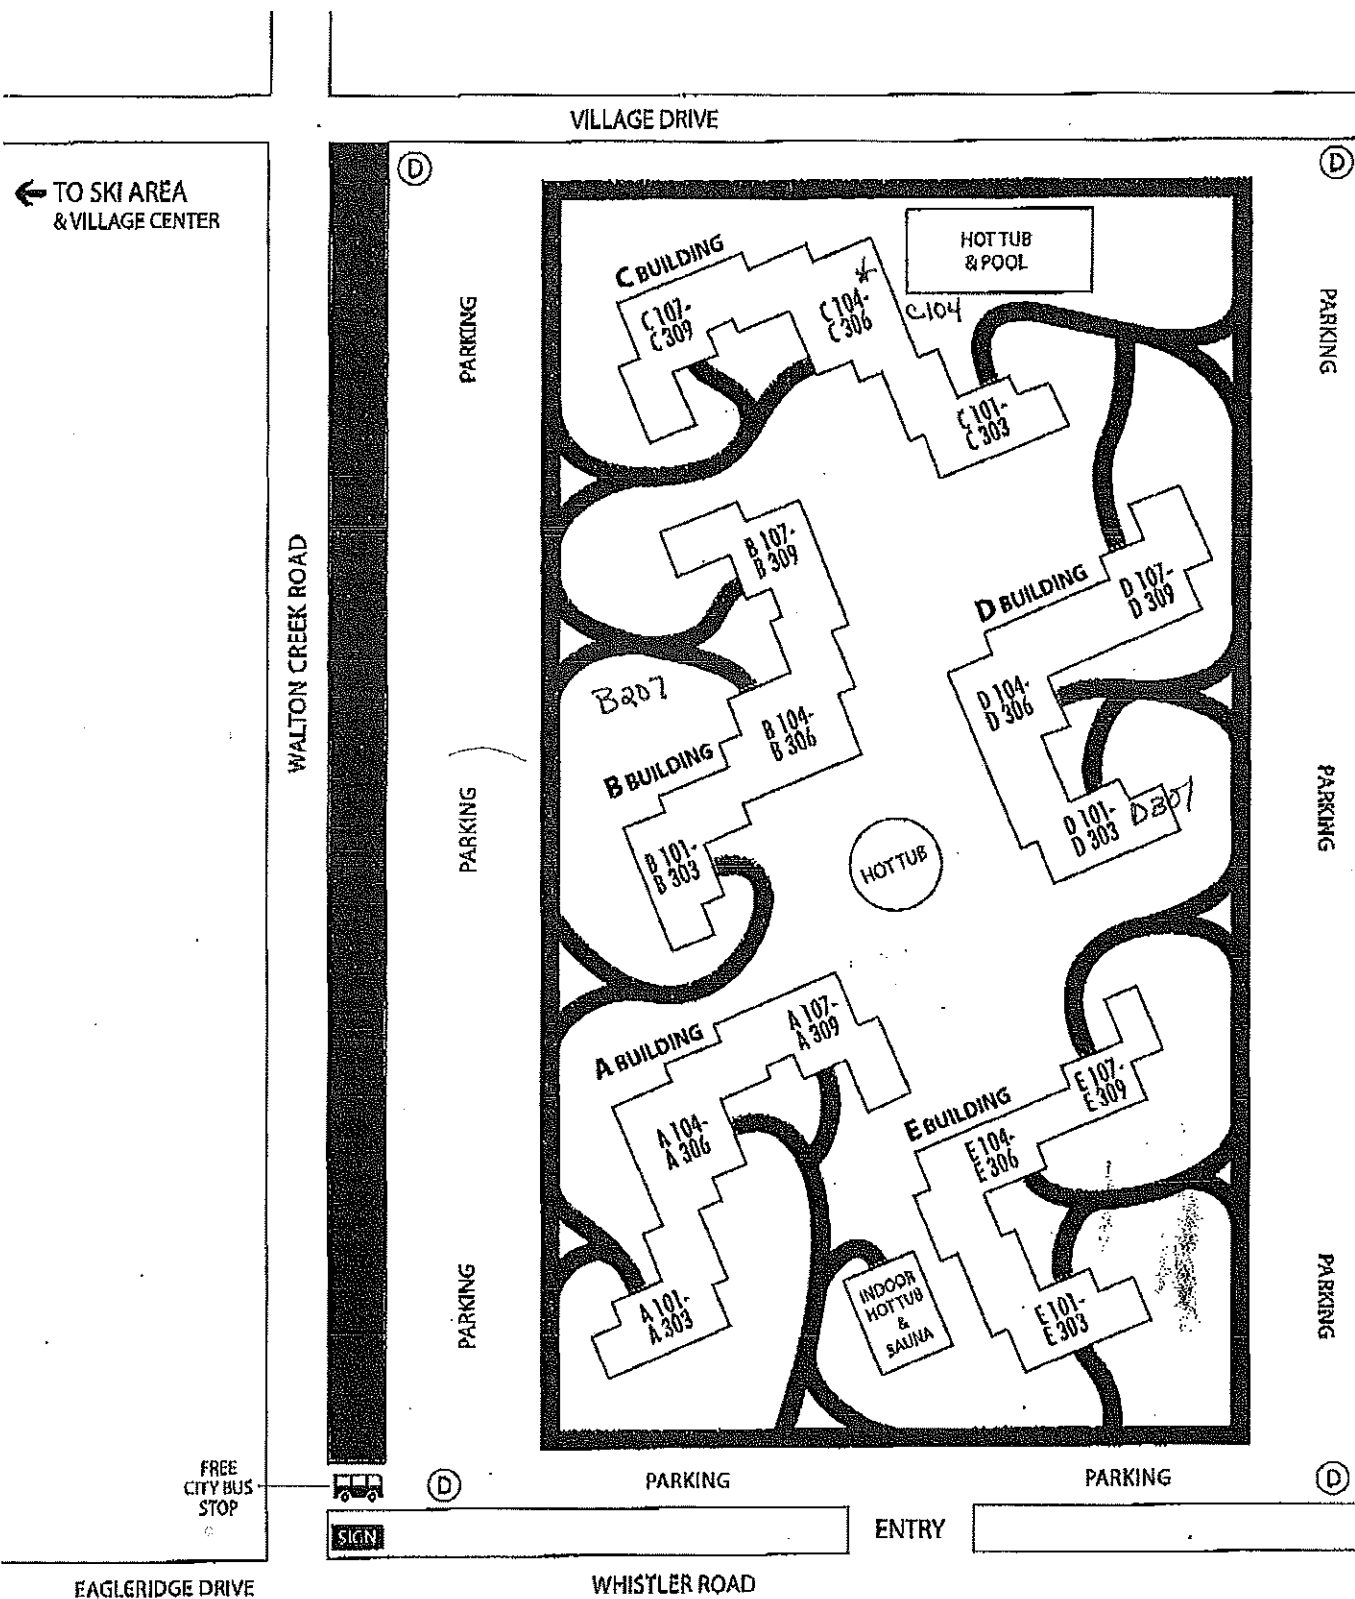 VILLAGE DRIVE
D
D
← TO SKI AREA
& VILLAGE CENTER
HOT TUB
& POOL
C BUILDING
C 107-
C 309
C 104-
C 306
C104
C 101-
C 303
PARKING
PARKING
WALTON CREEK ROAD
B 107-
B 309
D BUILDING
D 107-
D 309
B207
B 104-
B 306
D 104-
D 306
B BUILDING
PARKING
PARKING
B 101-
B 303
HOT TUB
D 101-
D 303
D307
A BUILDING
A 107-
A 309
E BUILDING
E 107-
E 309
A 104-
A 306
E 104-
E 306
PARKING
PARKING
A 101-
A 303
INDOOR
HOT TUB
&
SAUNA
E 101-
E 303
FREE
CITY BUS
STOP
D
PARKING
PARKING
D
SIGN
ENTRY
EAGLERIDGE DRIVE
WHISTLER ROAD